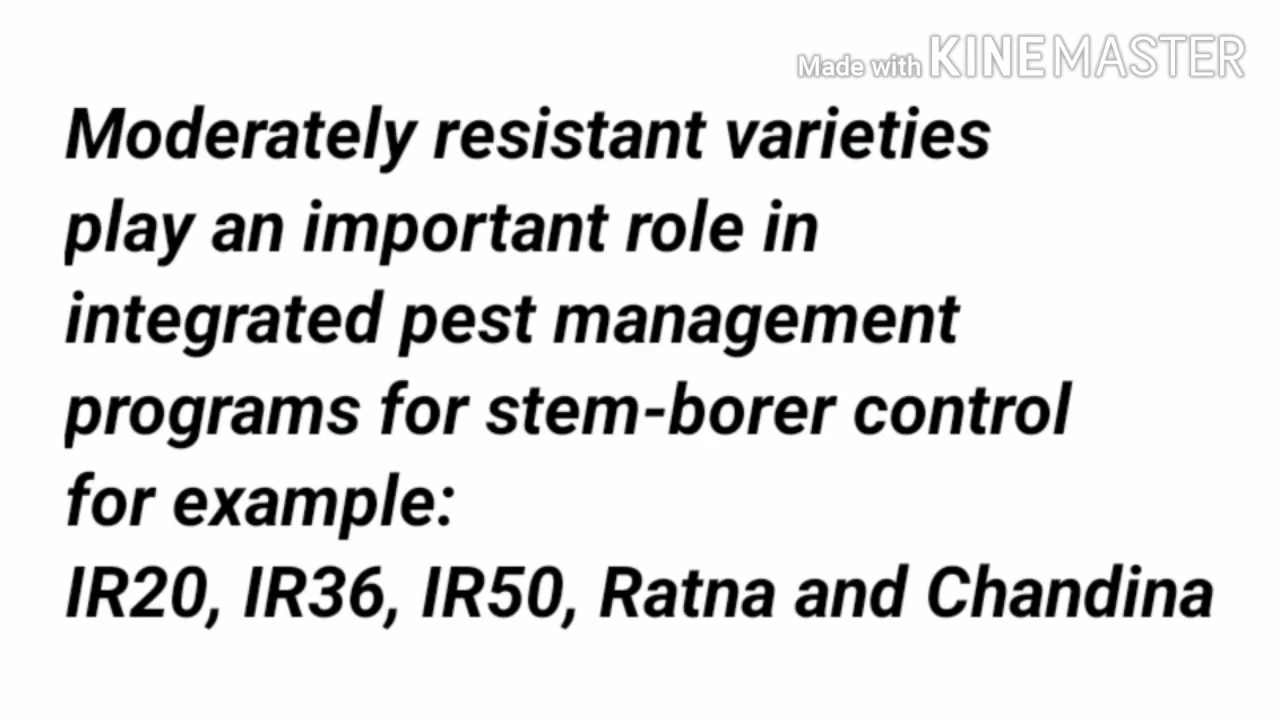 Made with KINEMASTER
Moderately resistant varieties
play an important role in
integrated pest management
programs for stem-borer control
for example:
IR20, IR36, IR50, Ratna and Chandina